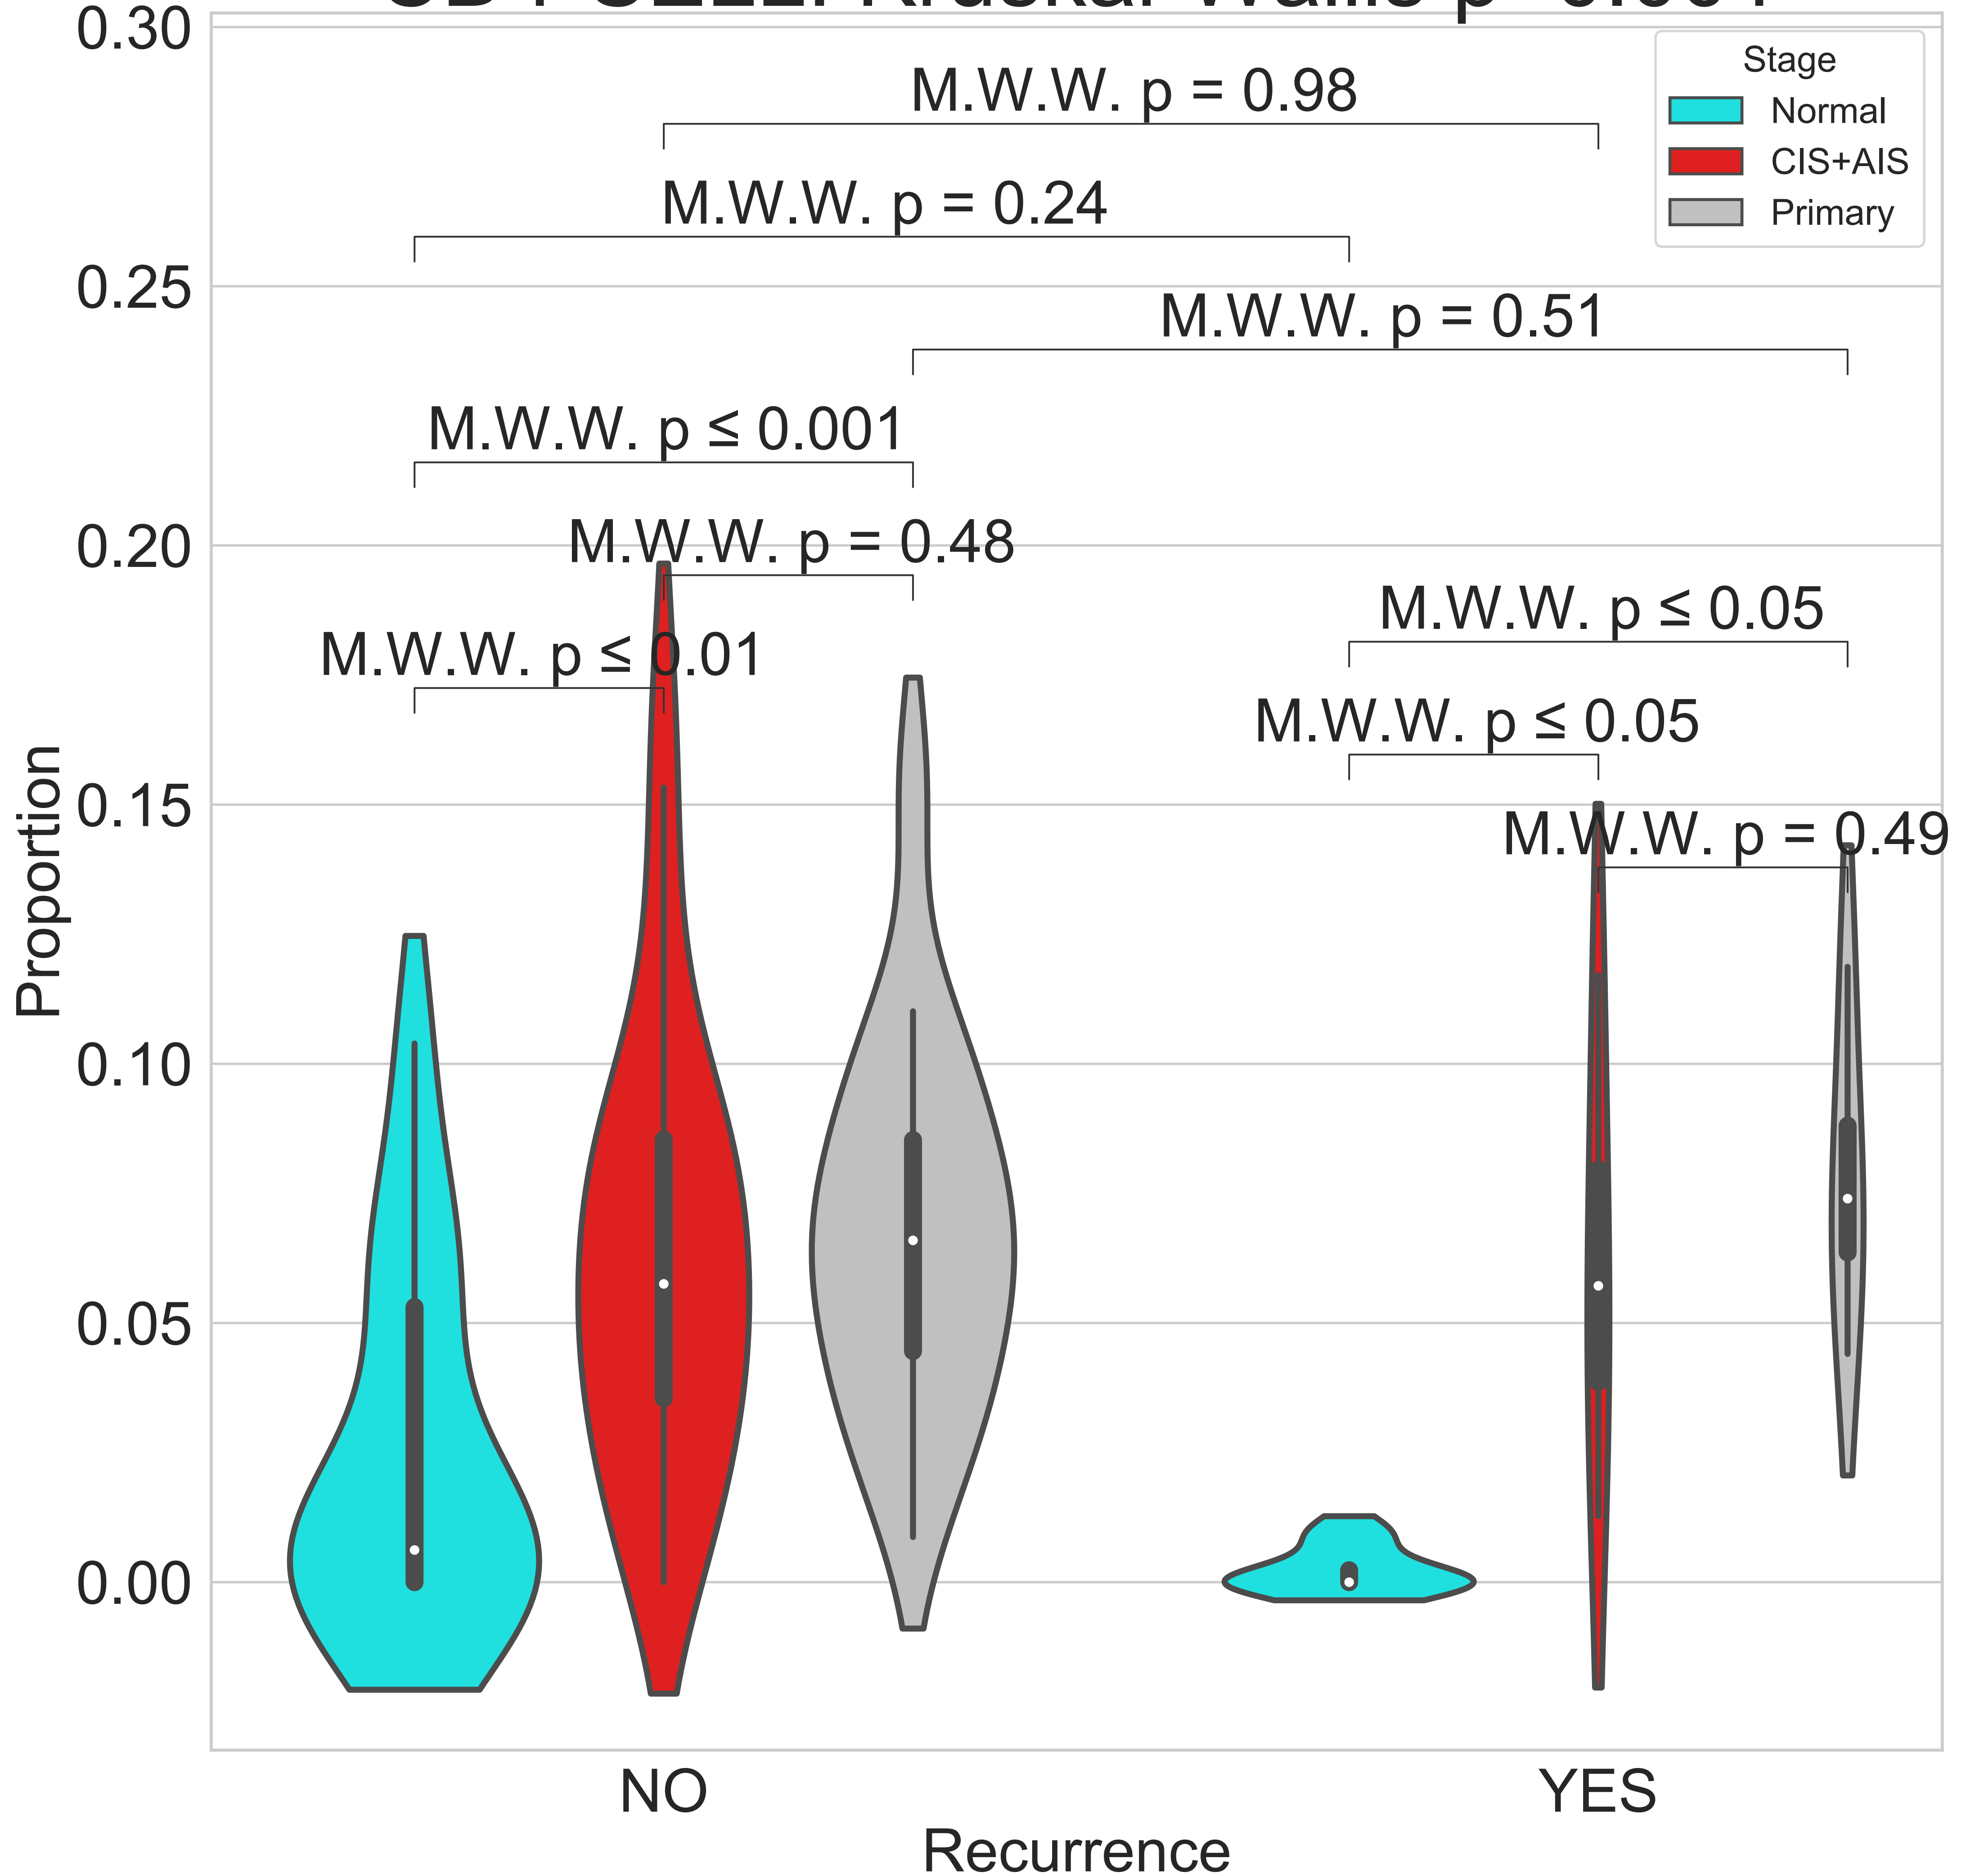 0.30
0.25
0.20
0.15
0.10
0.05
0.00
Proportion
Stage
Normal
CIS+AIS
Primary
M.W.W. p = 0.98
M.W.W. p = 0.24
M.W.W. p = 0.51
M.W.W. p ≤ 0.001
M.W.W. p = 0.48
M.W.W. p ≤ 0.01
M.W.W. p ≤ 0.05
M.W.W. p ≤ 0.05
M.W.W. p = 0.49
NO
YES
Recurrence